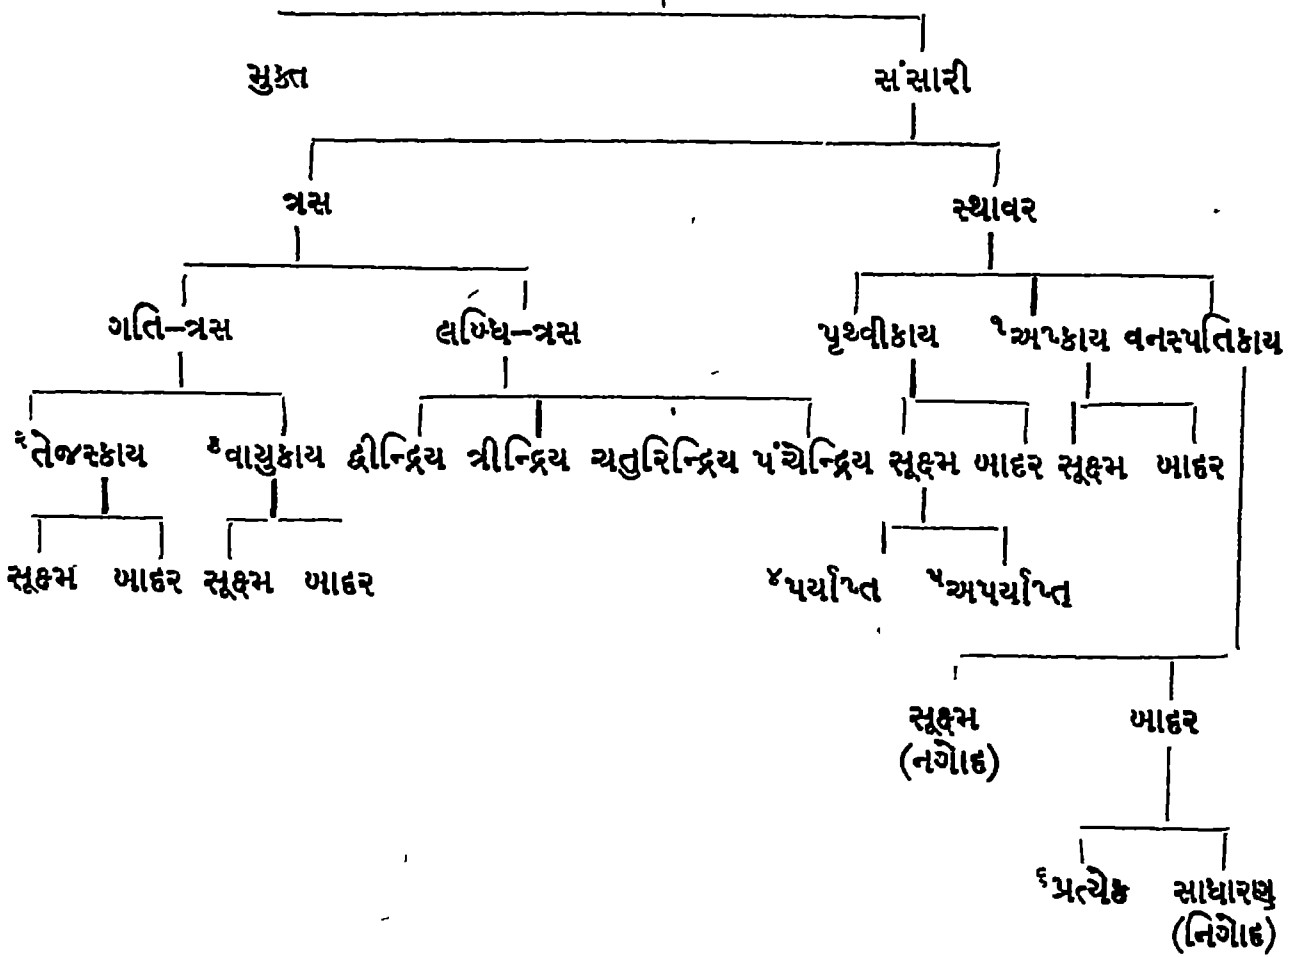 મુક્ત સંસારી
ત્રસ સ્થાવર
ગતિ-ત્રસ લબ્ધિ-ત્રસ પૃથ્વીકાય ૧અપ્કાય વનસ્પતિકાય
૨તેજસ્કાય ૩વાયુકાય દ્વીન્દ્રિય ત્રીન્દ્રિય ચતુરિન્દ્રિય પંચેન્દ્રિય સૂક્ષ્મ બાદર સૂક્ષ્મ બાદર
સૂક્ષ્મ બાદર સૂક્ષ્મ બાદર ૪પર્યાપ્ત ૫અપર્યાપ્ત
સૂક્ષ્મ બાદર
(નગોદ)
૬પ્રત્યેક સાધારણ
(નિગોદ)